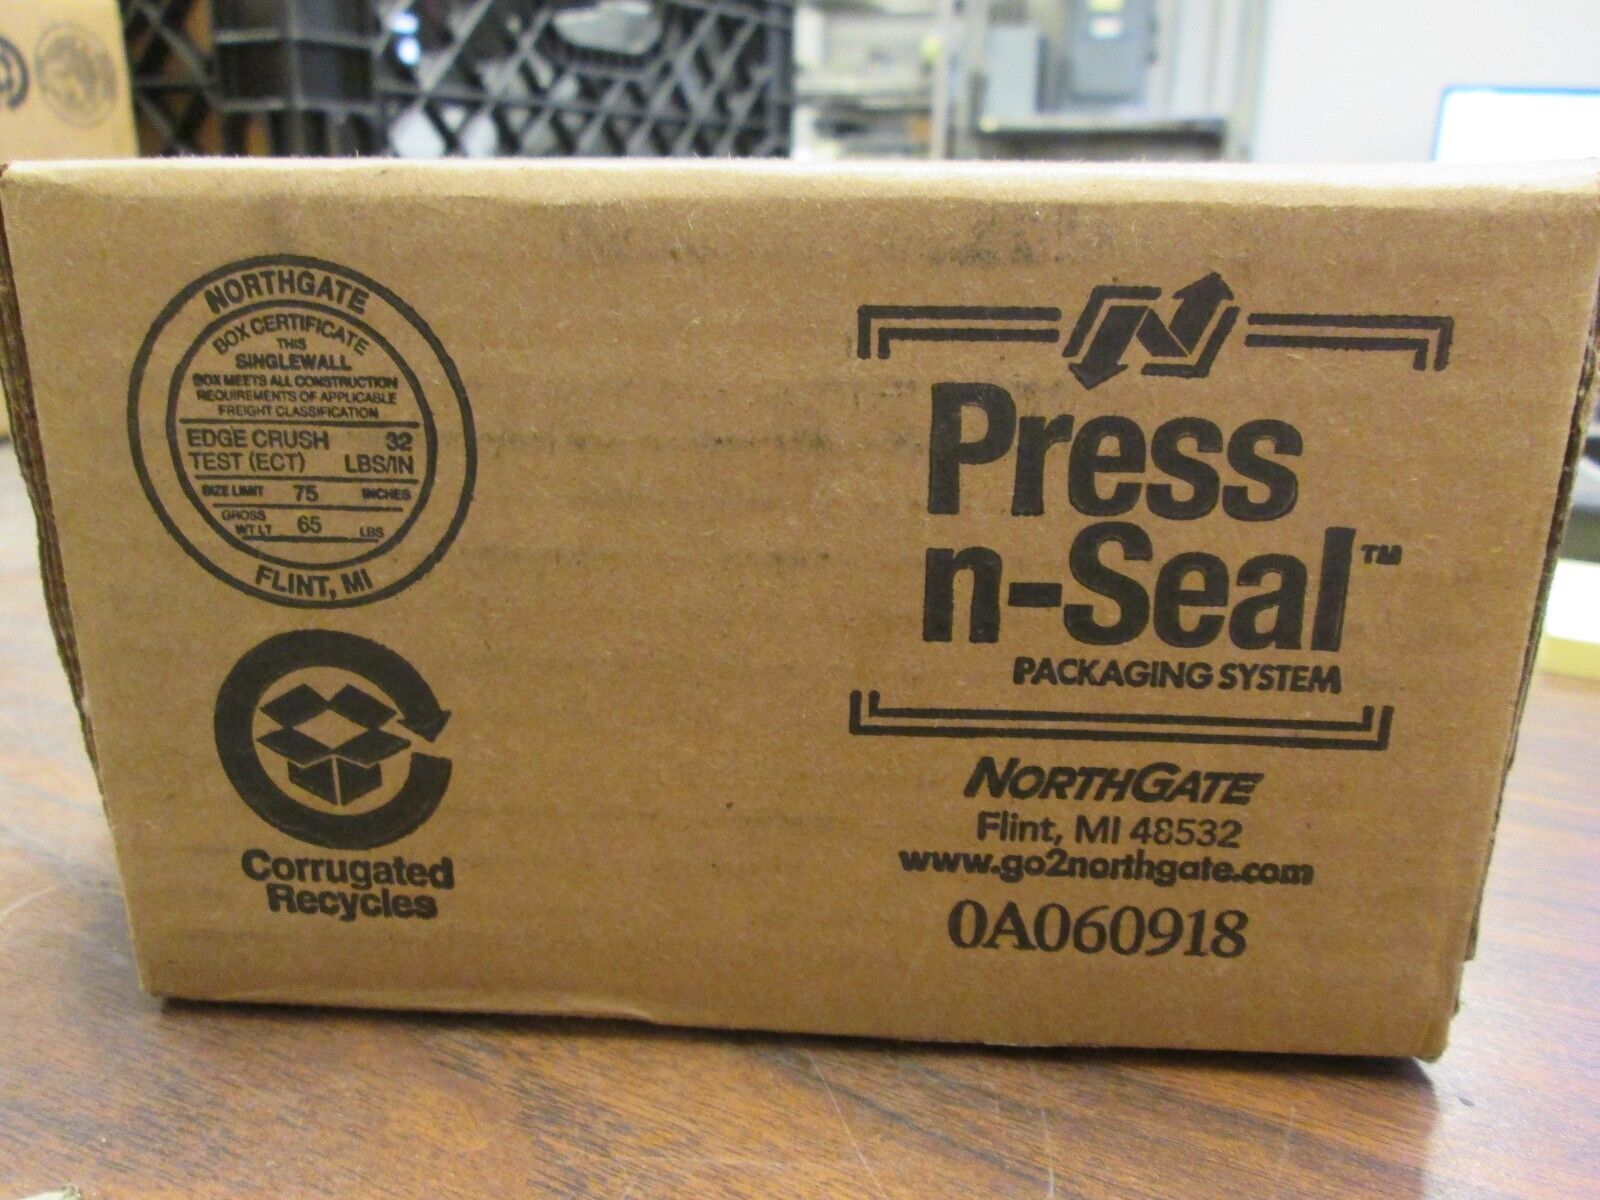 NORTHGATE
BOX CERTIFICATE
THIS
SINGLEWALL
BOX MEETS ALL CONSTRUCTION
REQUIREMENTS OF APPLICABLE
FREIGHT CLASSIFICATION
EDGE CRUSH 32
TEST (ECT) LBS/IN
SIZE LIMIT 75 INCHES
GROSS
WT LT 65 LBS
FLINT, MI
Corrugated
Recycles
N
Press
n-Seal™
PACKAGING SYSTEM
NORTHGATE
Flint, MI 48532
www.go2northgate.com
0A060918